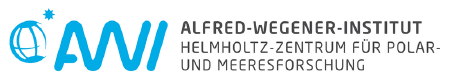 AWI
ALFRED-WEGENER-INSTITUT
HELMHOLTZ-ZENTRUM FÜR POLAR-
UND MEERESFORSCHUNG